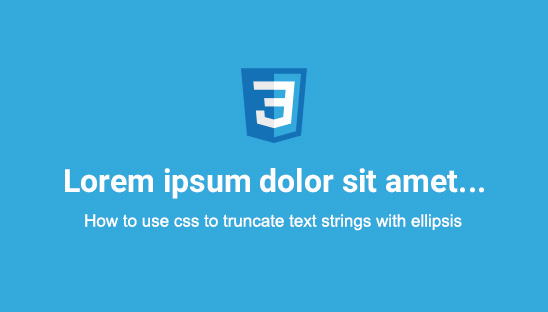 3
Lorem ipsum dolor sit amet...
How to use css to truncate text strings with ellipsis